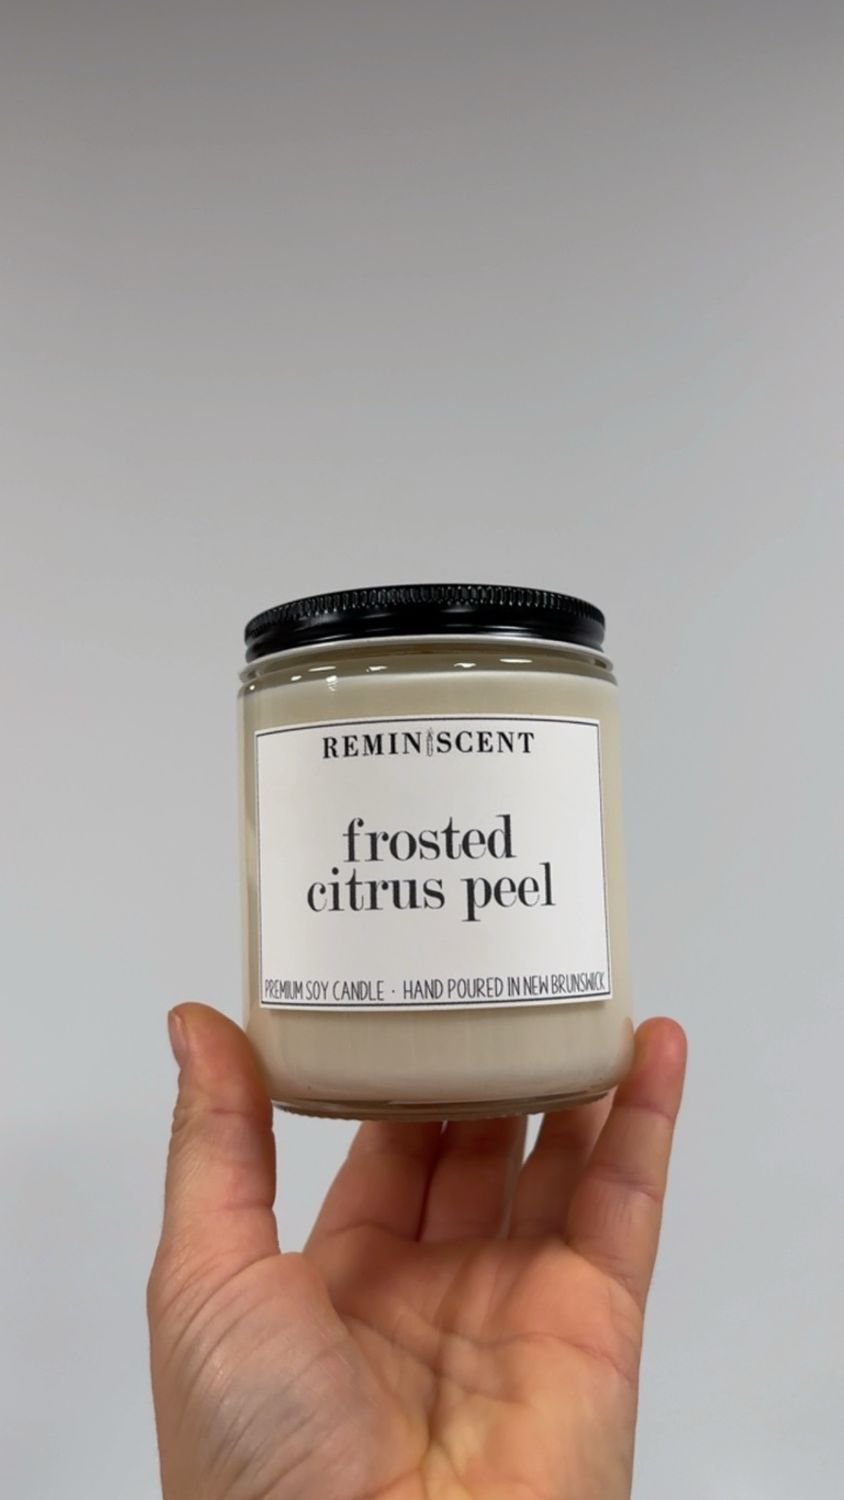 REMINISCENT
frosted
citrus peel
PREMIUM SOY CANDLE · HAND POURED IN NEW BRUNSWICK